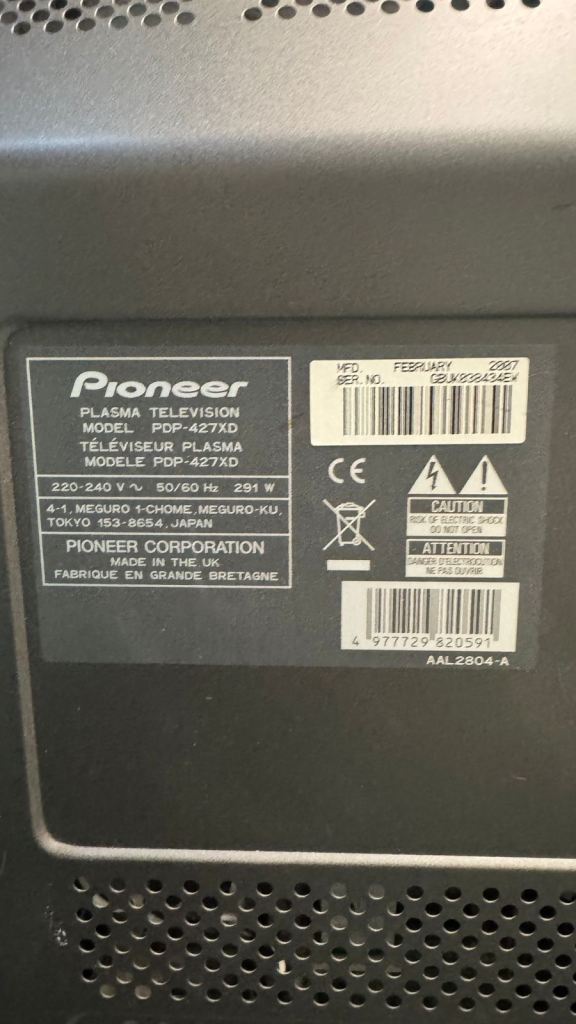 Pioneer
PLASMA TELEVISION
MODEL PDP-427XD
TÉLÉVISEUR PLASMA
MODELE PDP-427XD
220-240 V ~ 50/60 Hz 291 W
4-1, MEGURO 1-CHOME, MEGURO-KU,
TOKYO 153-8654, JAPAN
PIONEER CORPORATION
MADE IN THE UK
FABRIQUE EN GRANDE BRETAGNE
MFD. FEBRUARY 2007
SER. NO. GBUK038434EW
CE
CAUTION
RISK OF ELECTRIC SHOCK
DO NOT OPEN
ATTENTION
DANGER D'ELECTROCUTION
NE PAS OUVRIR
4 977729 820591
AAL2804-A